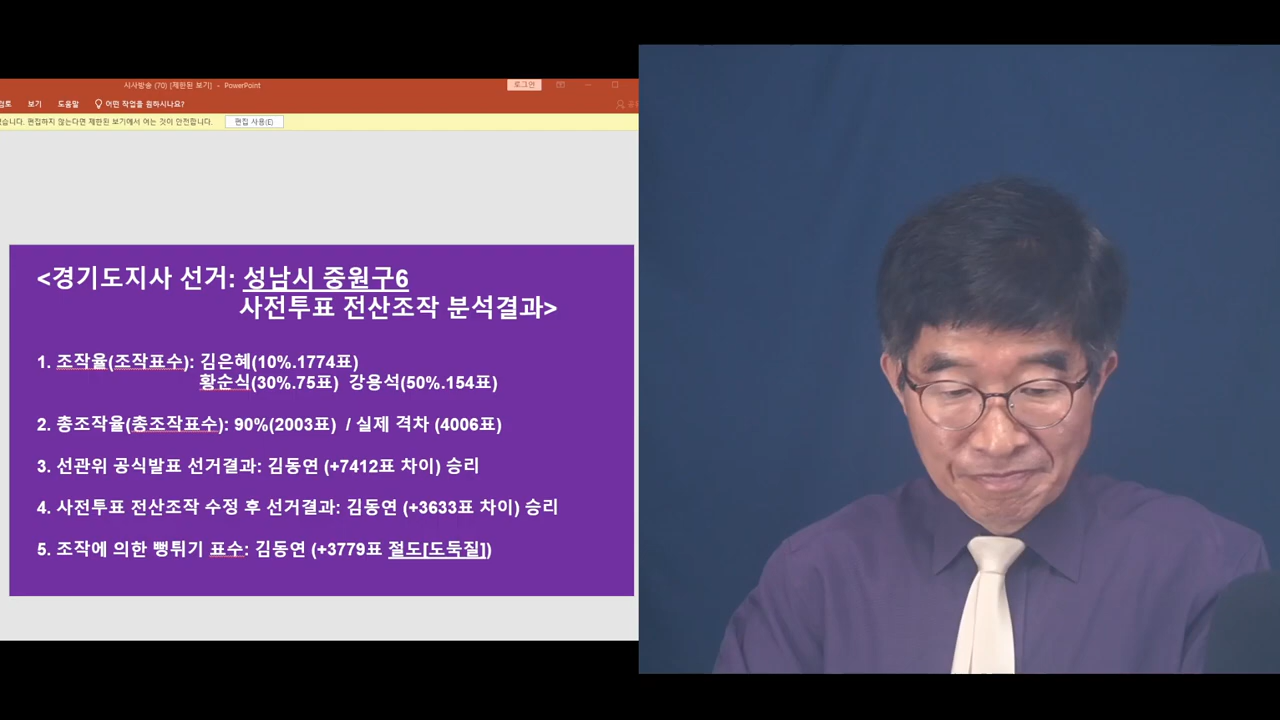 시사방송 (70) [제한된 보기] - PowerPoint
로그인
검토 보기 도움말 어떤 작업을 원하시나요?
편집하지 않는다면 제한된 보기에서 여는 것이 안전합니다. 편집 사용(E)
<경기도지사 선거: 성남시 중원구6
사전투표 전산조작 분석결과>
1. 조작율(조작표수): 김은혜(10%.1774표)
황순식(30%.75표) 강용석(50%.154표)
2. 총조작율(총조작표수): 90%(2003표) / 실제 격차 (4006표)
3. 선관위 공식발표 선거결과: 김동연 (+7412표 차이) 승리
4. 사전투표 전산조작 수정 후 선거결과: 김동연 (+3633표 차이) 승리
5. 조작에 의한 뻥튀기 표수: 김동연 (+3779표 절도[도둑질])